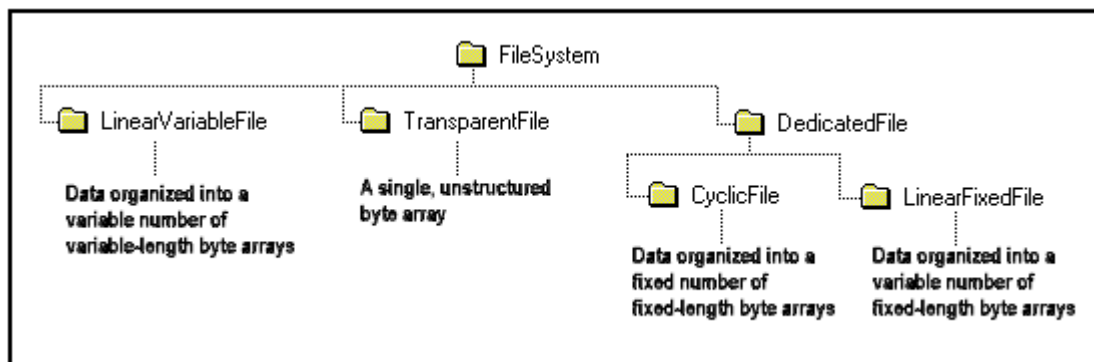 FileSystem
LinearVariableFile
TransparentFile
DedicatedFile
Data organized into a
variable number of
variable-length byte arrays
A single, unstructured
byte array
CyclicFile
LinearFixedFile
Data organized into a
fixed number of
fixed-length byte arrays
Data organized into a
variable number of
fixed-length byte arrays